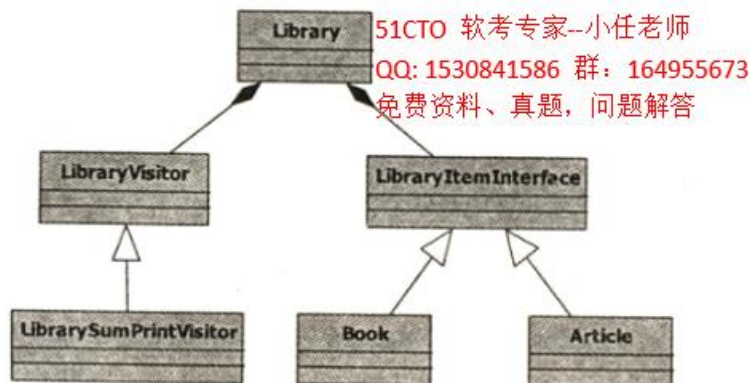 Library
51CTO 软考专家--小任老师
QQ: 1530841586 群：164955673
免费资料、真题，问题解答
LibraryVisitor
LibraryItemInterface
LibrarySumPrintVisitor
Book
Article